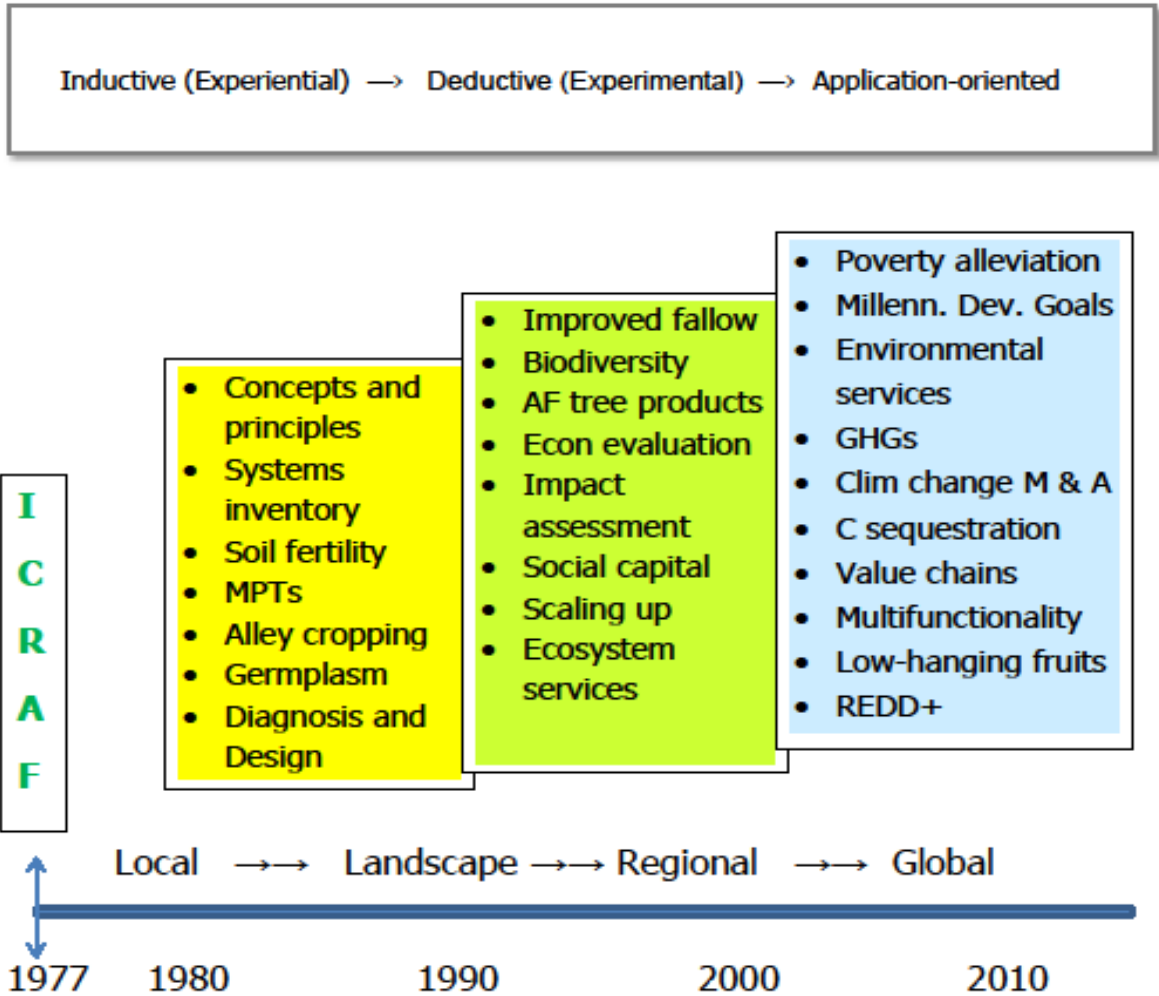 Inductive (Experiential) → Deductive (Experimental) → Application-oriented
I
C
R
A
F
• Concepts and
principles
• Systems
inventory
• Soil fertility
• MPTs
• Alley cropping
• Germplasm
• Diagnosis and
Design
• Improved fallow
• Biodiversity
• AF tree products
• Econ evaluation
• Impact
assessment
• Social capital
• Scaling up
• Ecosystem
services
• Poverty alleviation
• Millenn. Dev. Goals
• Environmental
services
• GHGs
• Clim change M & A
• C sequestration
• Value chains
• Multifunctionality
• Low-hanging fruits
• REDD+
Local →→ Landscape →→ Regional →→ Global
1977 1980 1990 2000 2010